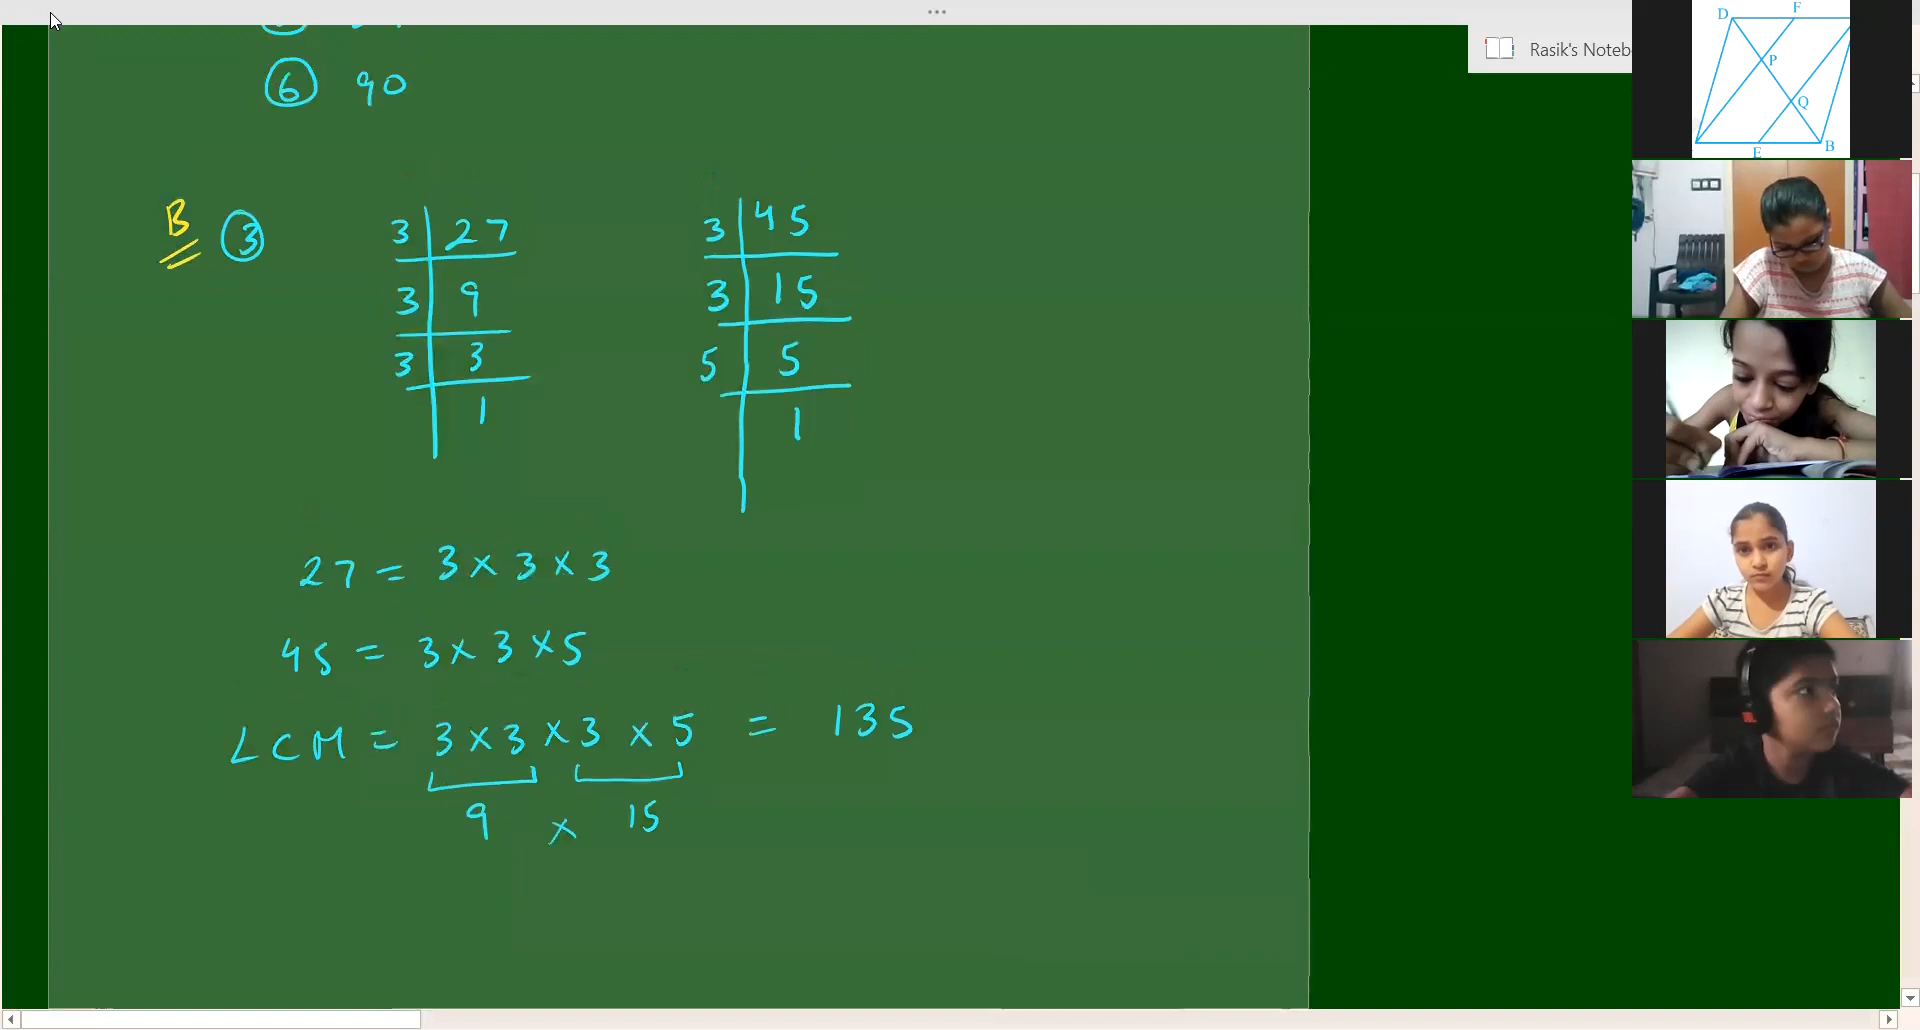 6 90
Rasik's Noteb
D F
P
Q
E B
B 3
3 27 3 45
3 9 3 15
3 3 5 5
1 1
27 = 3 × 3 × 3
45 = 3 × 3 × 5
LCM = 3 × 3 × 3 × 5 = 135
9 × 15